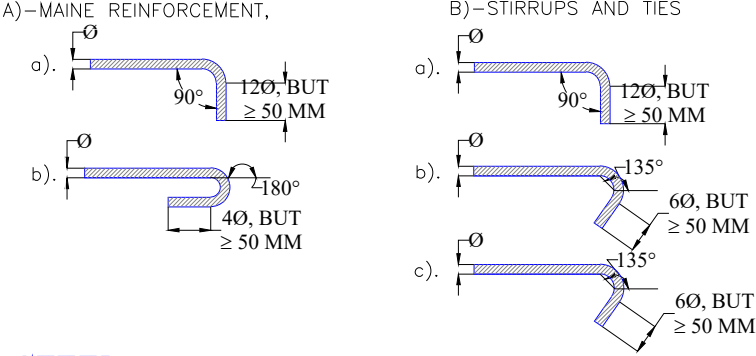 A)-MAINE REINFORCEMENT,
Ø
a).
90°
12Ø, BUT
≥ 50 MM
Ø
b).
180°
4Ø, BUT
≥ 50 MM
B)-STIRRUPS AND TIES
Ø
a).
90°
12Ø, BUT
≥ 50 MM
Ø
b).
135°
6Ø, BUT
≥ 50 MM
Ø
c).
135°
6Ø, BUT
≥ 50 MM